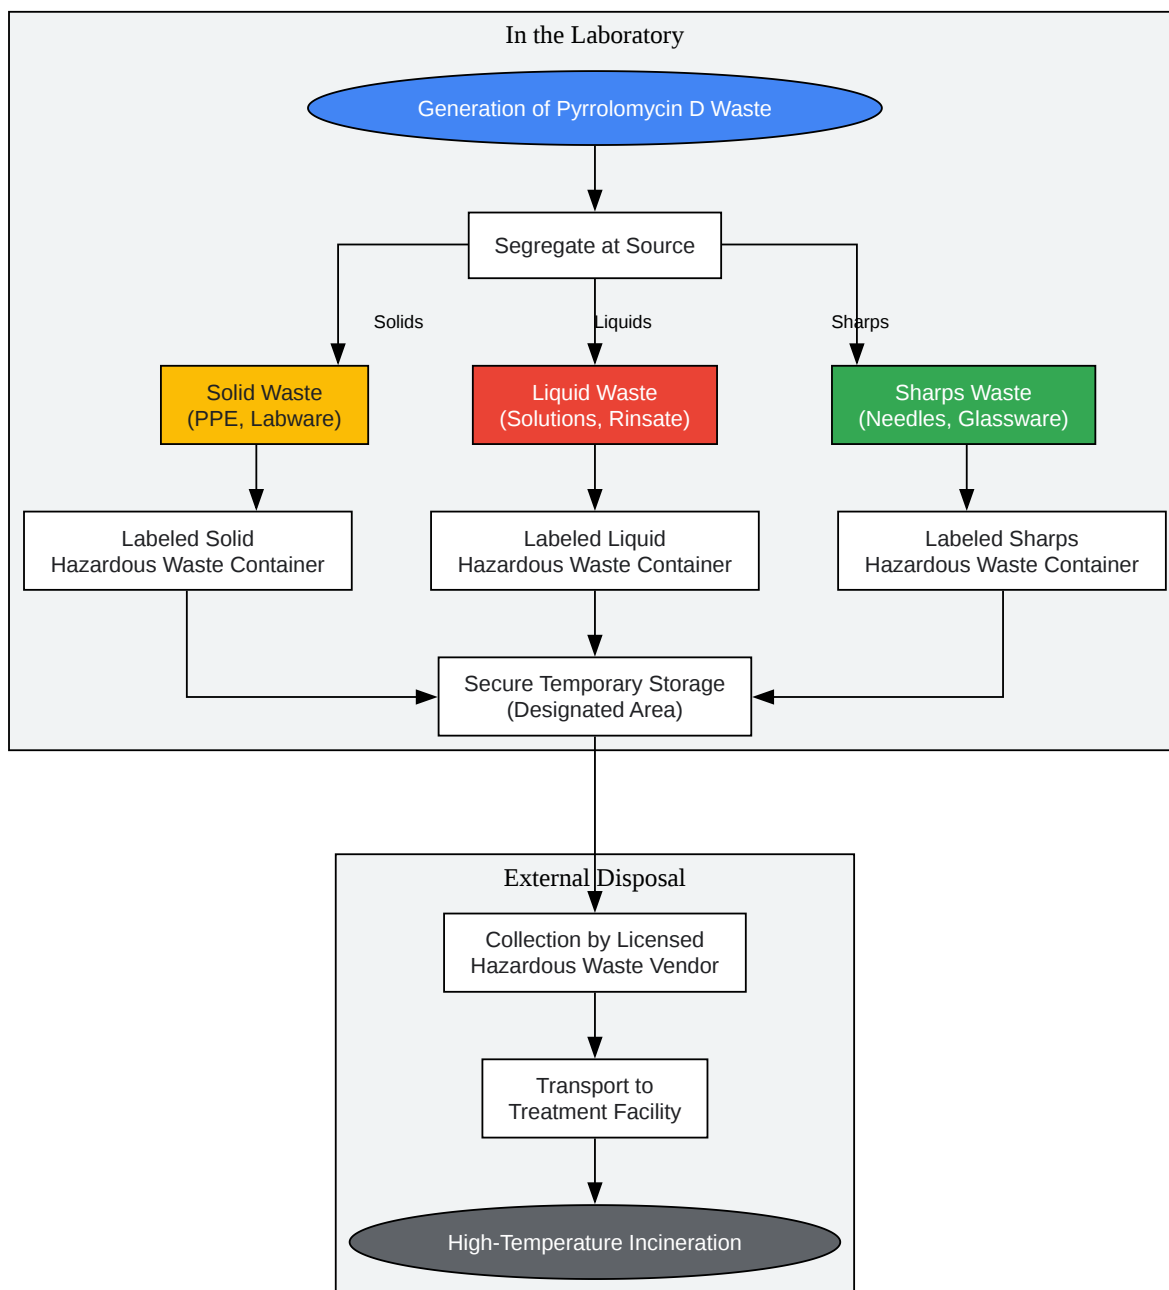 In the Laboratory
Generation of Pyrrolomycin D Waste
Segregate at Source
Solids
Liquids
Sharps
Solid Waste
(PPE, Labware)
Liquid Waste
(Solutions, Rinsate)
Sharps Waste
(Needles, Glassware)
Labeled Solid
Hazardous Waste Container
Labeled Liquid
Hazardous Waste Container
Labeled Sharps
Hazardous Waste Container
Secure Temporary Storage
(Designated Area)
External Disposal
Collection by Licensed
Hazardous Waste Vendor
Transport to
Treatment Facility
High-Temperature Incineration